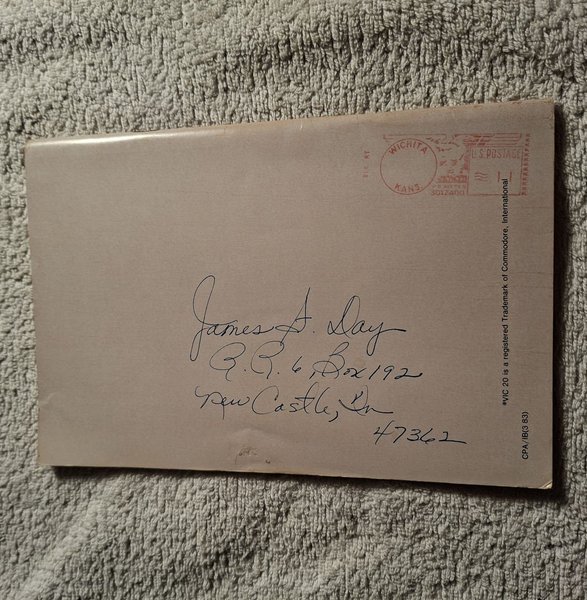 WICHITA
KANS.
U.S. POSTAGE
James S. Day
R.R. 6, Box 192
New Castle, In
47362
*VIC 20 is a registered Trademark of Commodore, International
CPA/IB(3 83)